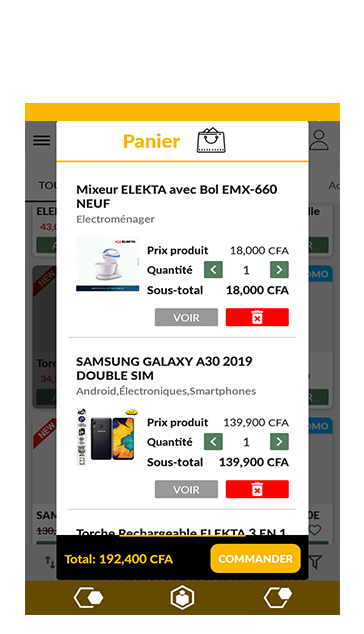 Panier
TOU
Ac
ELE
lle
43,0
Mixeur ELEKTA avec Bol EMX-660
NEUF
Electroménager
ELEKTA
Prix produit 18,000 CFA
Quantité 1
Sous-total 18,000 CFA
VOIR
NEW
OMO
Torc
34,
SAMSUNG GALAXY A30 2019
DOUBLE SIM
Android,Électroniques,Smartphones
Prix produit 139,900 CFA
Quantité 1
Sous-total 139,900 CFA
VOIR
NEW
OMO
SAM
0E
130,
Torche Rechargeable ELEKTA 3 EN 1
Total: 192,400 CFA
COMMANDER